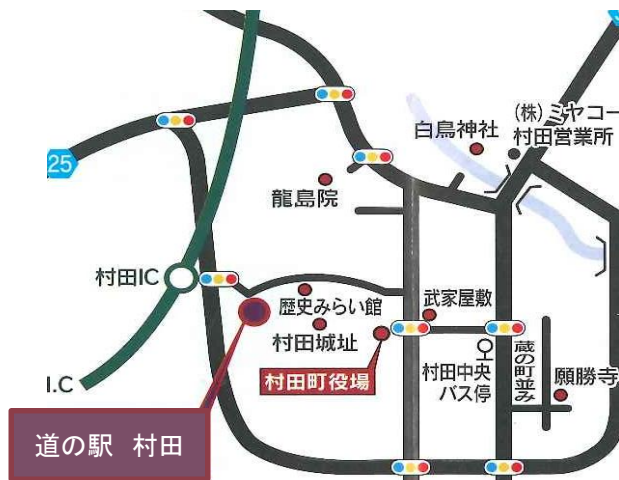 (株)ミヤコー
村田営業所
白鳥神社
25
龍島院
村田IC
歴史みらい館
武家屋敷
村田城址
村田町役場
村田中央
バス停
蔵の町並み
願勝寺
I.C
道の駅 村田